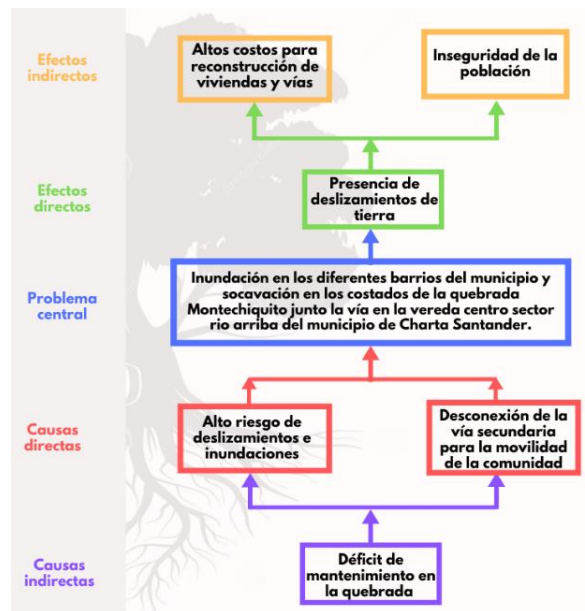 Efectos
indirectos
Altos costos para
reconstrucción de
viviendas y vías
Inseguridad de la
población
Efectos
directos
Presencia de
deslizamientos de
tierra
Problema
central
Inundación en los diferentes barrios del municipio y
socavación en los costados de la quebrada
Montechiquito junto la vía en la vereda centro sector
rio arriba del municipio de Charta Santander.
Causas
directas
Alto riesgo de
deslizamientos e
inundaciones
Desconexión de la
vía secundaria
para la movilidad
de la comunidad
Causas
indirectas
Déficit de
mantenimiento en
la quebrada